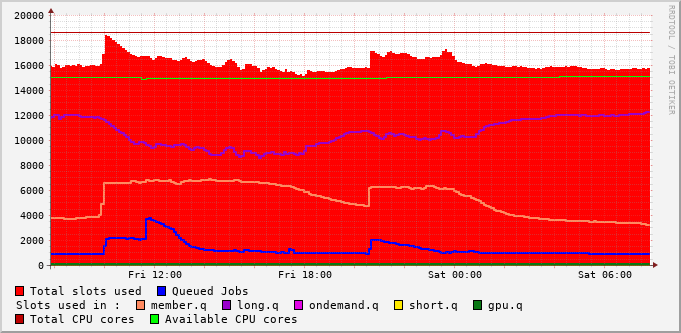 20000
18000
16000
14000
12000
10000
8000
6000
4000
2000
0
Fri 12:00 Fri 18:00 Sat 00:00 Sat 06:00
RRDTOOL / TOBI OETIKER
Total slots used Queued Jobs
Slots used in : member.q long.q ondemand.q short.q gpu.q
Total CPU cores Available CPU cores